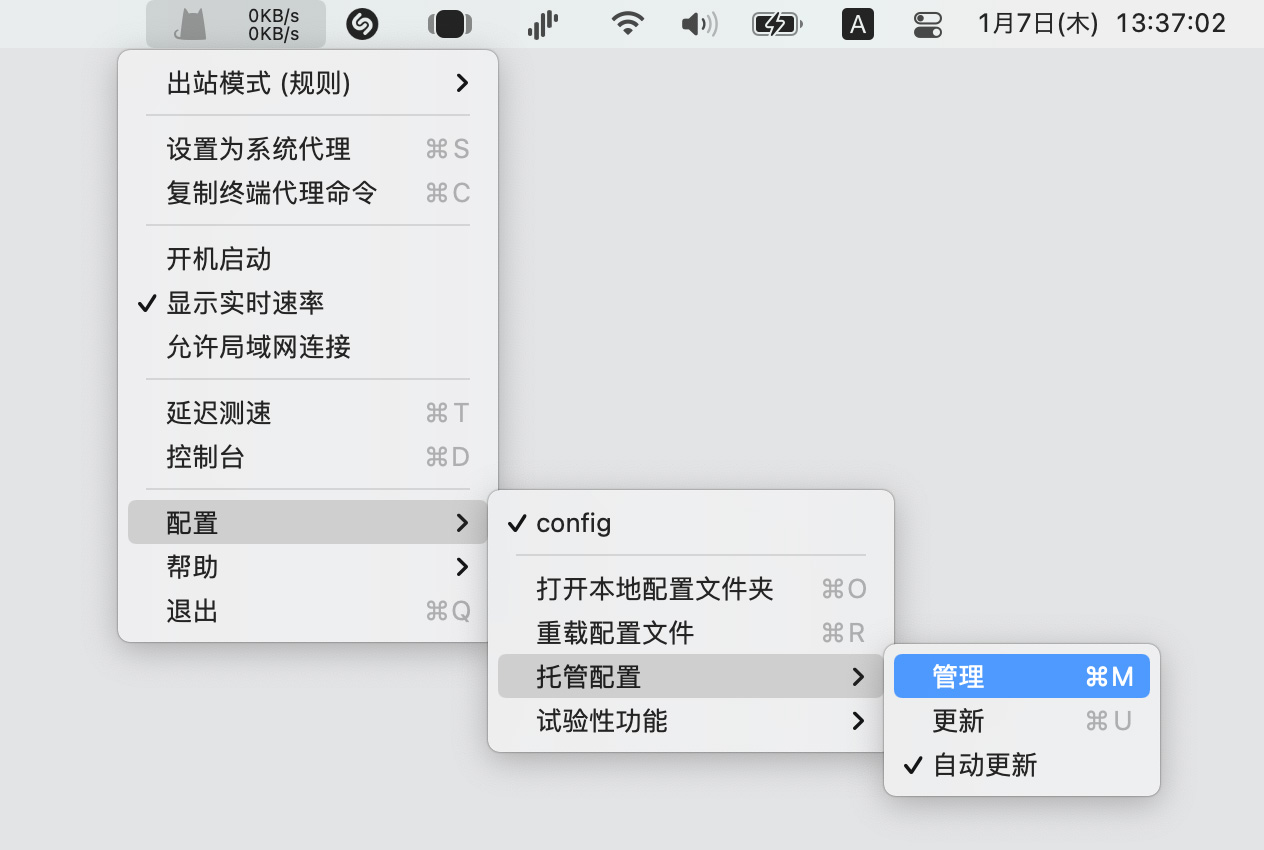 0KB/s
0KB/s
A
1月7日(木) 13:37:02
出站模式 (规则)
设置为系统代理 ⌘S
复制终端代理命令 ⌘C
开机启动
✓ 显示实时速率
允许局域网连接
延迟测速 ⌘T
控制台 ⌘D
配置
帮助
退出 ⌘Q
✓ config
打开本地配置文件夹 ⌘O
重载配置文件 ⌘R
托管配置
试验性功能
管理 ⌘M
更新 ⌘U
✓ 自动更新